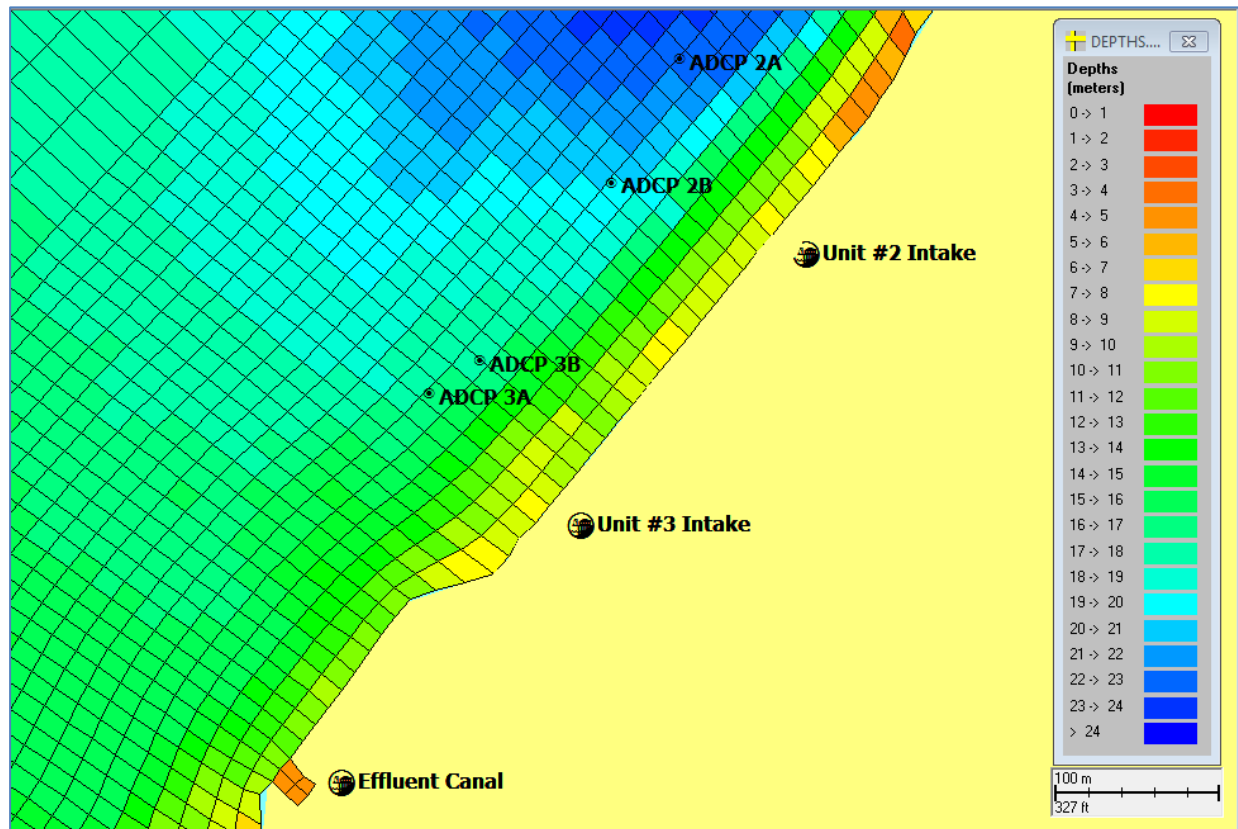 ADCP 2A
ADCP 2B
Unit #2 Intake
ADCP 3B
ADCP 3A
Unit #3 Intake
Effluent Canal
DEPTHS....
Depths
(meters)
0 -> 1
1 -> 2
2 -> 3
3 -> 4
4 -> 5
5 -> 6
6 -> 7
7 -> 8
8 -> 9
9 -> 10
10 -> 11
11 -> 12
12 -> 13
13 -> 14
14 -> 15
15 -> 16
16 -> 17
17 -> 18
18 -> 19
19 -> 20
20 -> 21
21 -> 22
22 -> 23
23 -> 24
> 24
100 m
327 ft